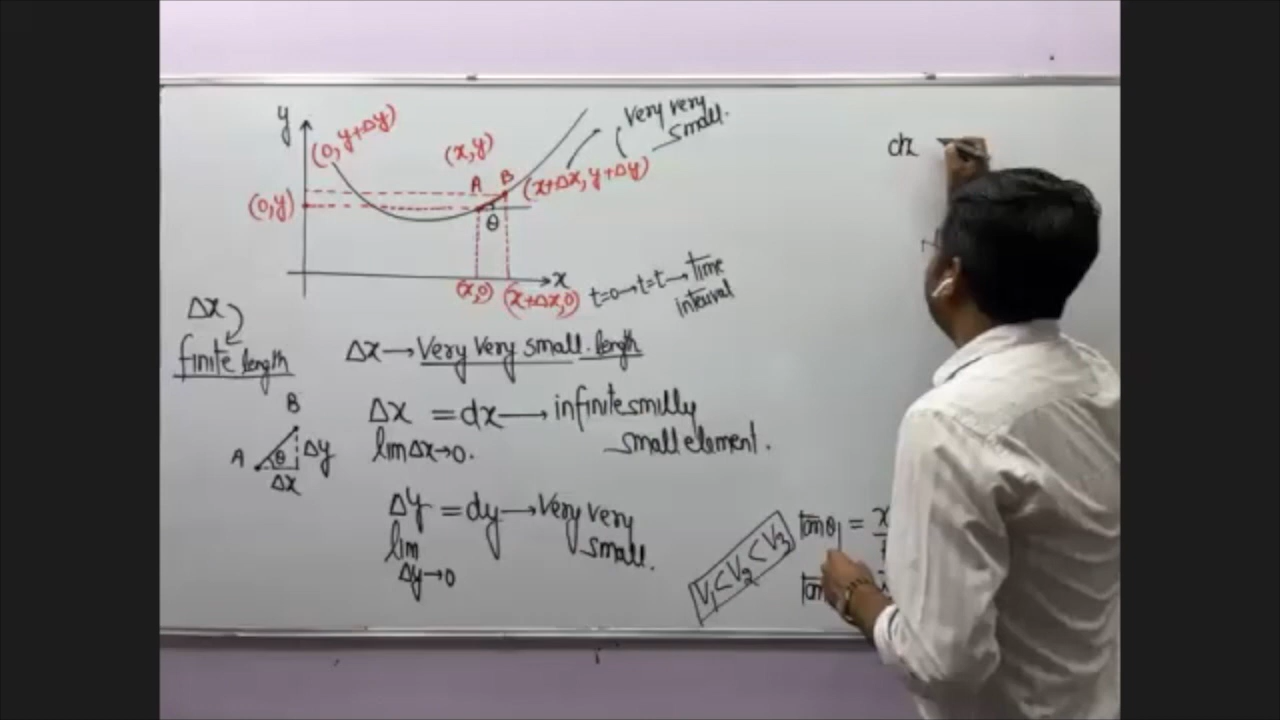 y
(0, y+Δy)
(x, y)
Very very
small.
A
B
(x+Δx, y+Δy)
(0, y)
θ
x
(x, 0)
(x+Δx, 0)
t=0→t=t→Time
interval
dx
Δx
finite length
Δx→Very very small. length
B
A
θ
Δy
Δx
Δx = dx→infinitesmilly
lim Δx→0.
small element.
Δy = dy→Very very
lim
small.
Δy→0
V₁<V₂<V₃
Tanθ₁ = x
Tan